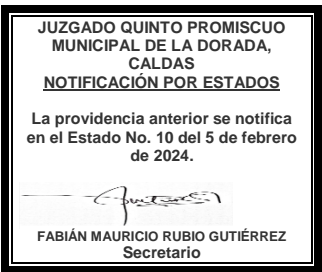 JUZGADO QUINTO PROMISCUO
MUNICIPAL DE LA DORADA,
CALDAS
NOTIFICACIÓN POR ESTADOS
La providencia anterior se notifica
en el Estado No. 10 del 5 de febrero
de 2024.
FABIÁN MAURICIO RUBIO GUTIÉRREZ
Secretario